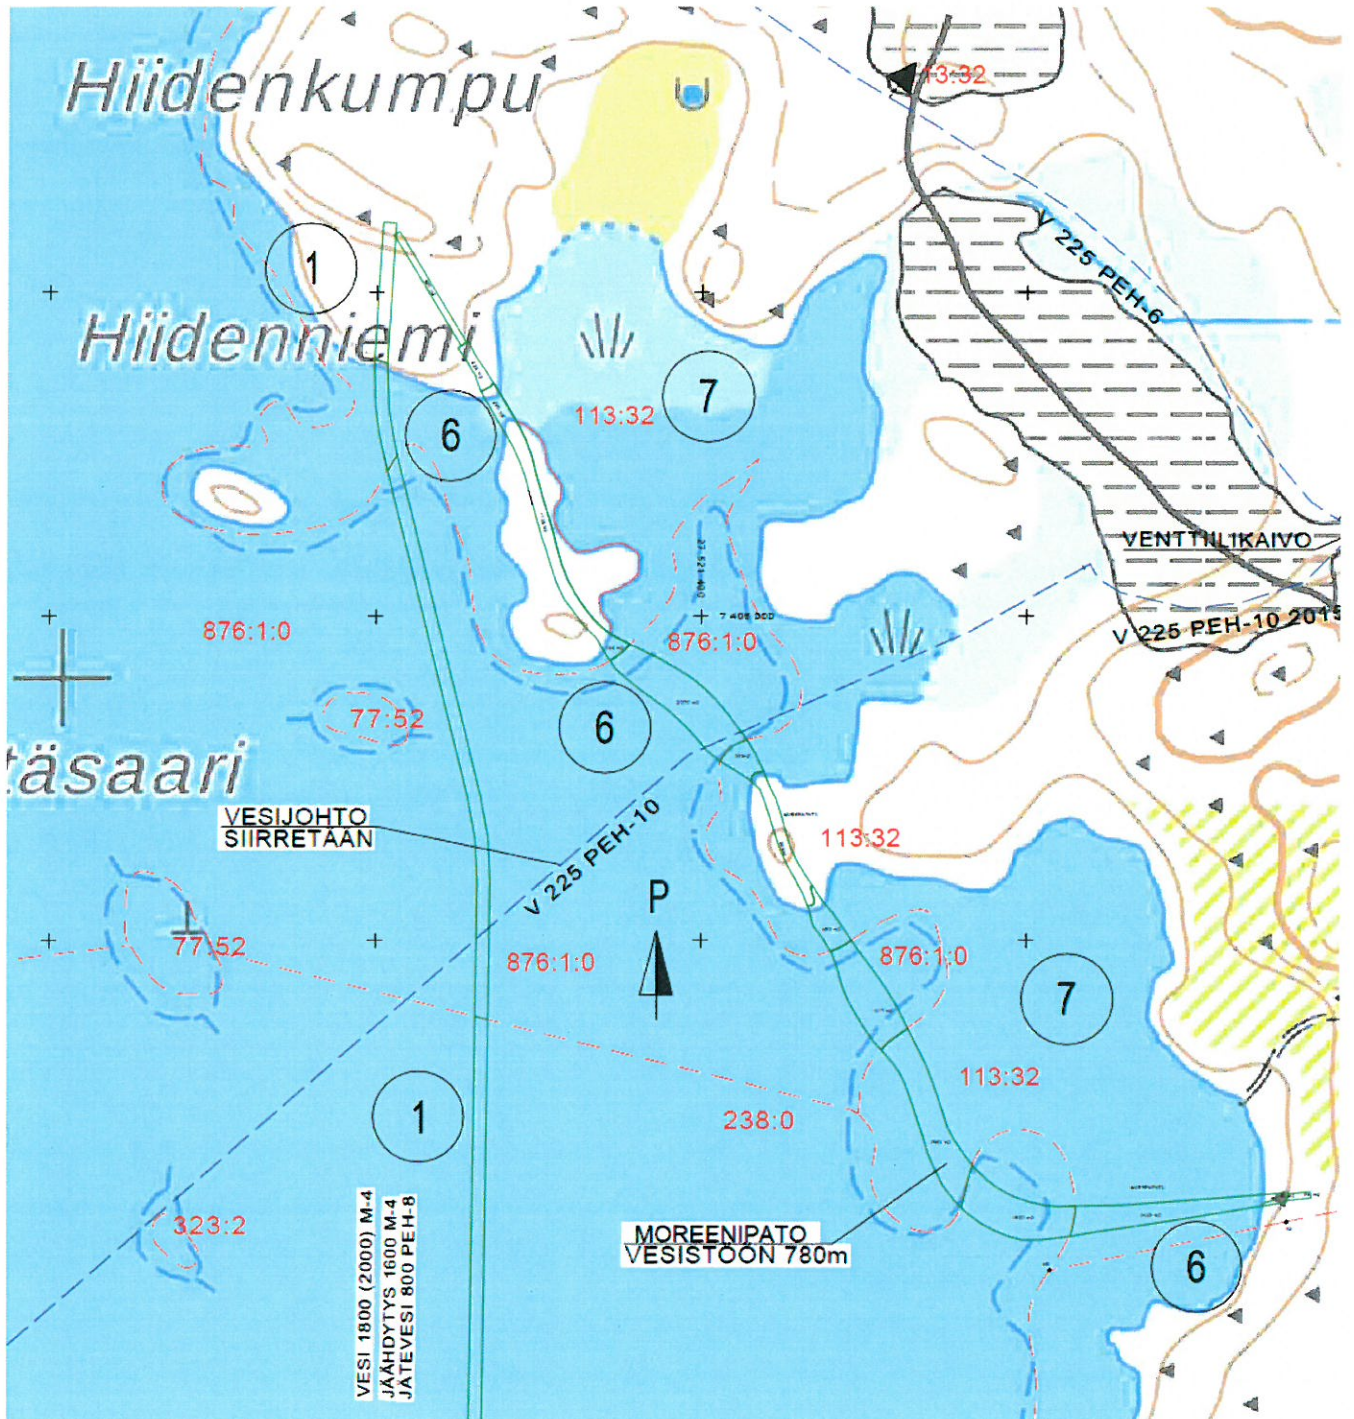 Hiidenkumpu
13:32
1
V 225 PEH-6
Hiidenniemi
7
113:32
6
VENTTIILIKAIVO
7 405 000
876:1:0
876:1:0
V 225 PEH-10 2015
77:52
6
täsaari
VESIJOHTO
SIIRRETÄÄN
V 225 PEH-10
113:32
P
77:52
876:1:0
876:1:0
7
113:32
1
238:0
323:2
MOREENIPATO
VESISTÖÖN 780m
6
VESI 1800 (2000) M-4
JÄÄHDYTYS 1600 M-4
JÄTEVESI 800 PEH-8